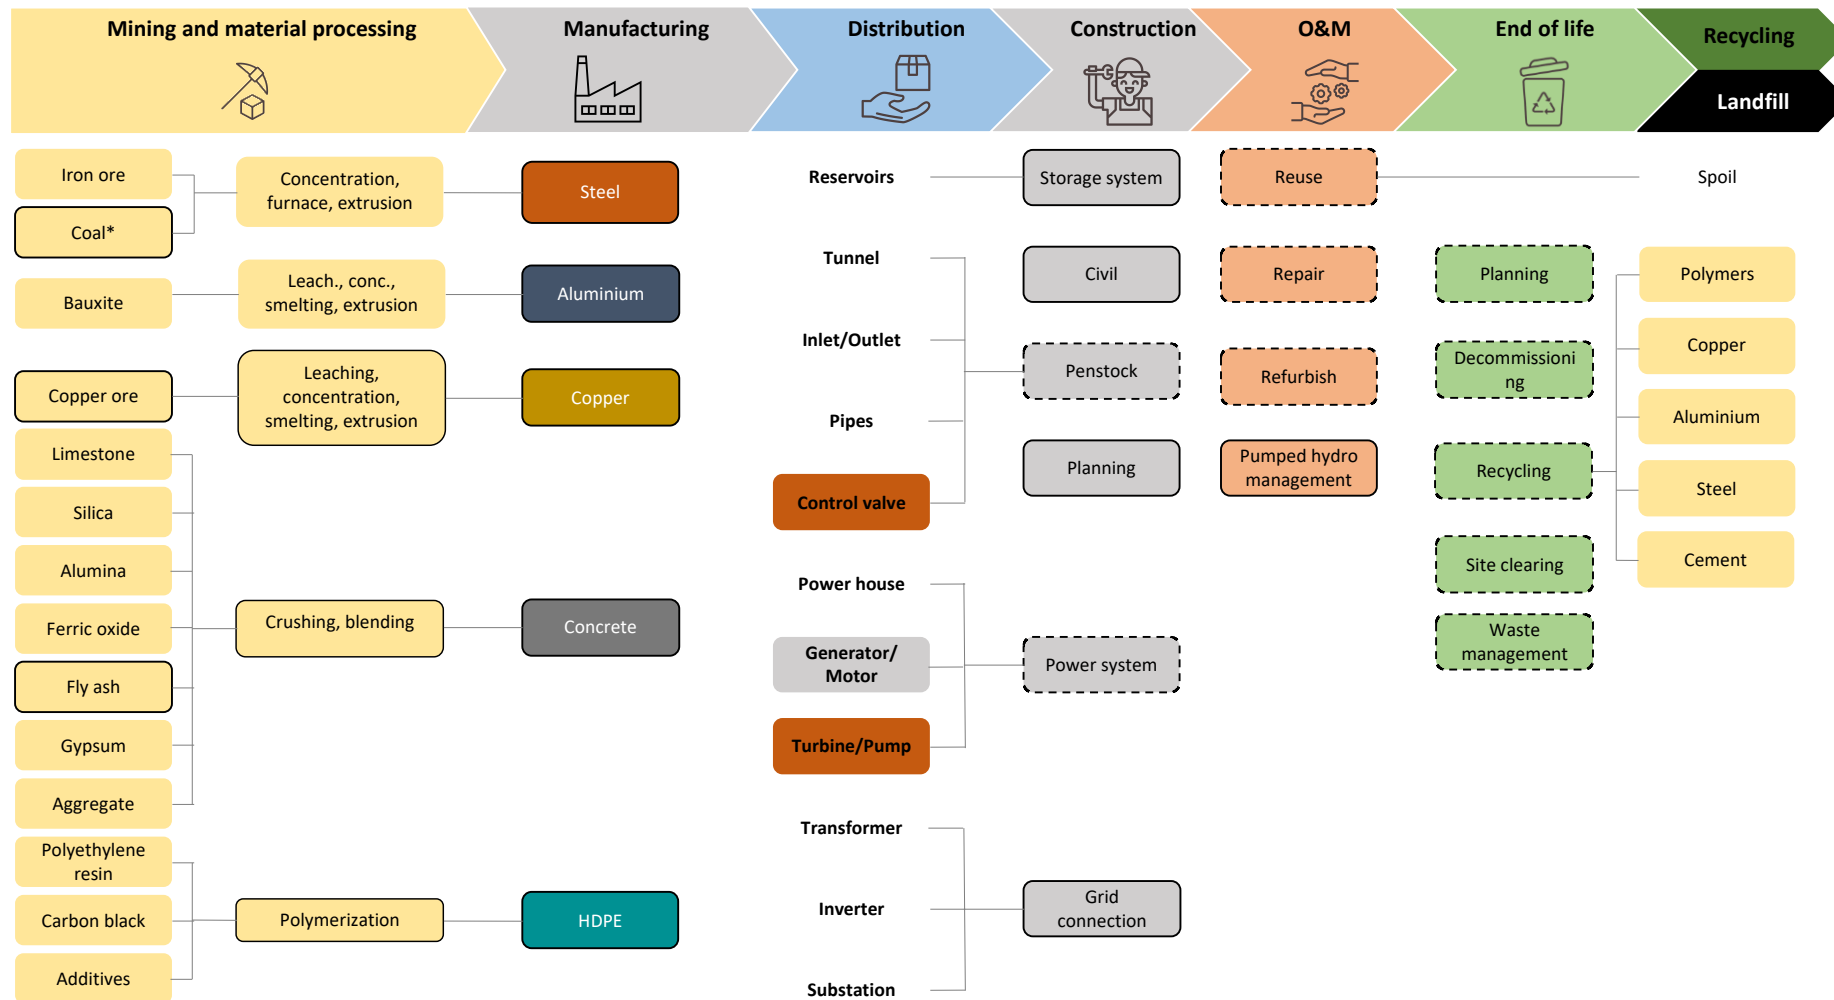 Mining and material processing
Manufacturing
Distribution
Construction
O&M
End of life
Recycling
Landfill
Iron ore
Coal*
Bauxite
Copper ore
Limestone
Silica
Alumina
Ferric oxide
Fly ash
Gypsum
Aggregate
Polyethylene
resin
Carbon black
Additives
Concentration,
furnace, extrusion
Leach., conc.,
smelting, extrusion
Leaching,
concentration,
smelting, extrusion
Crushing, blending
Polymerization
Steel
Aluminium
Copper
Concrete
HDPE
Reservoirs
Tunnel
Inlet/Outlet
Pipes
Control valve
Power house
Generator/
Motor
Turbine/Pump
Transformer
Inverter
Substation
Storage system
Civil
Penstock
Planning
Power system
Grid
connection
Reuse
Repair
Refurbish
Pumped hydro
management
Planning
Decommissioni
ng
Recycling
Site clearing
Waste
management
Spoil
Polymers
Copper
Aluminium
Steel
Cement